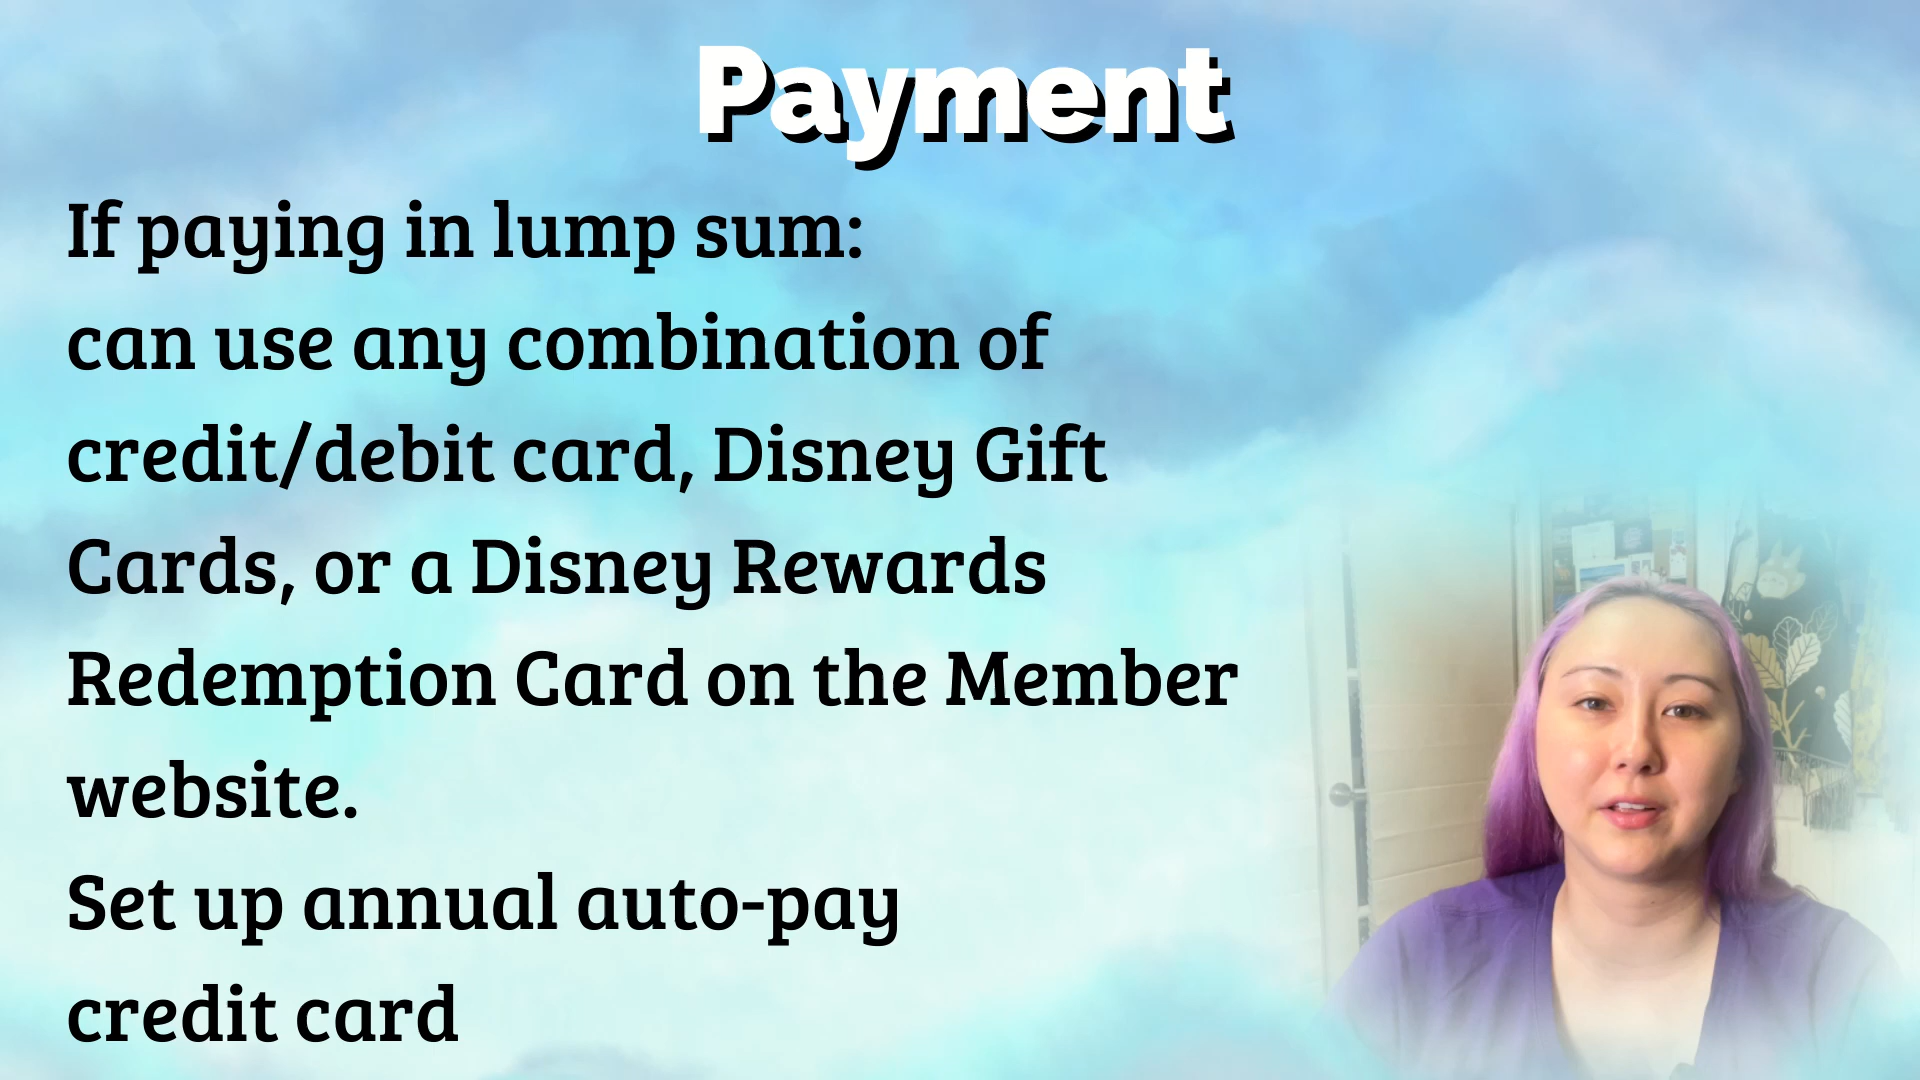 Payment
If paying in lump sum:
can use any combination of
credit/debit card, Disney Gift
Cards, or a Disney Rewards
Redemption Card on the Member
website.
Set up annual auto-pay
credit card